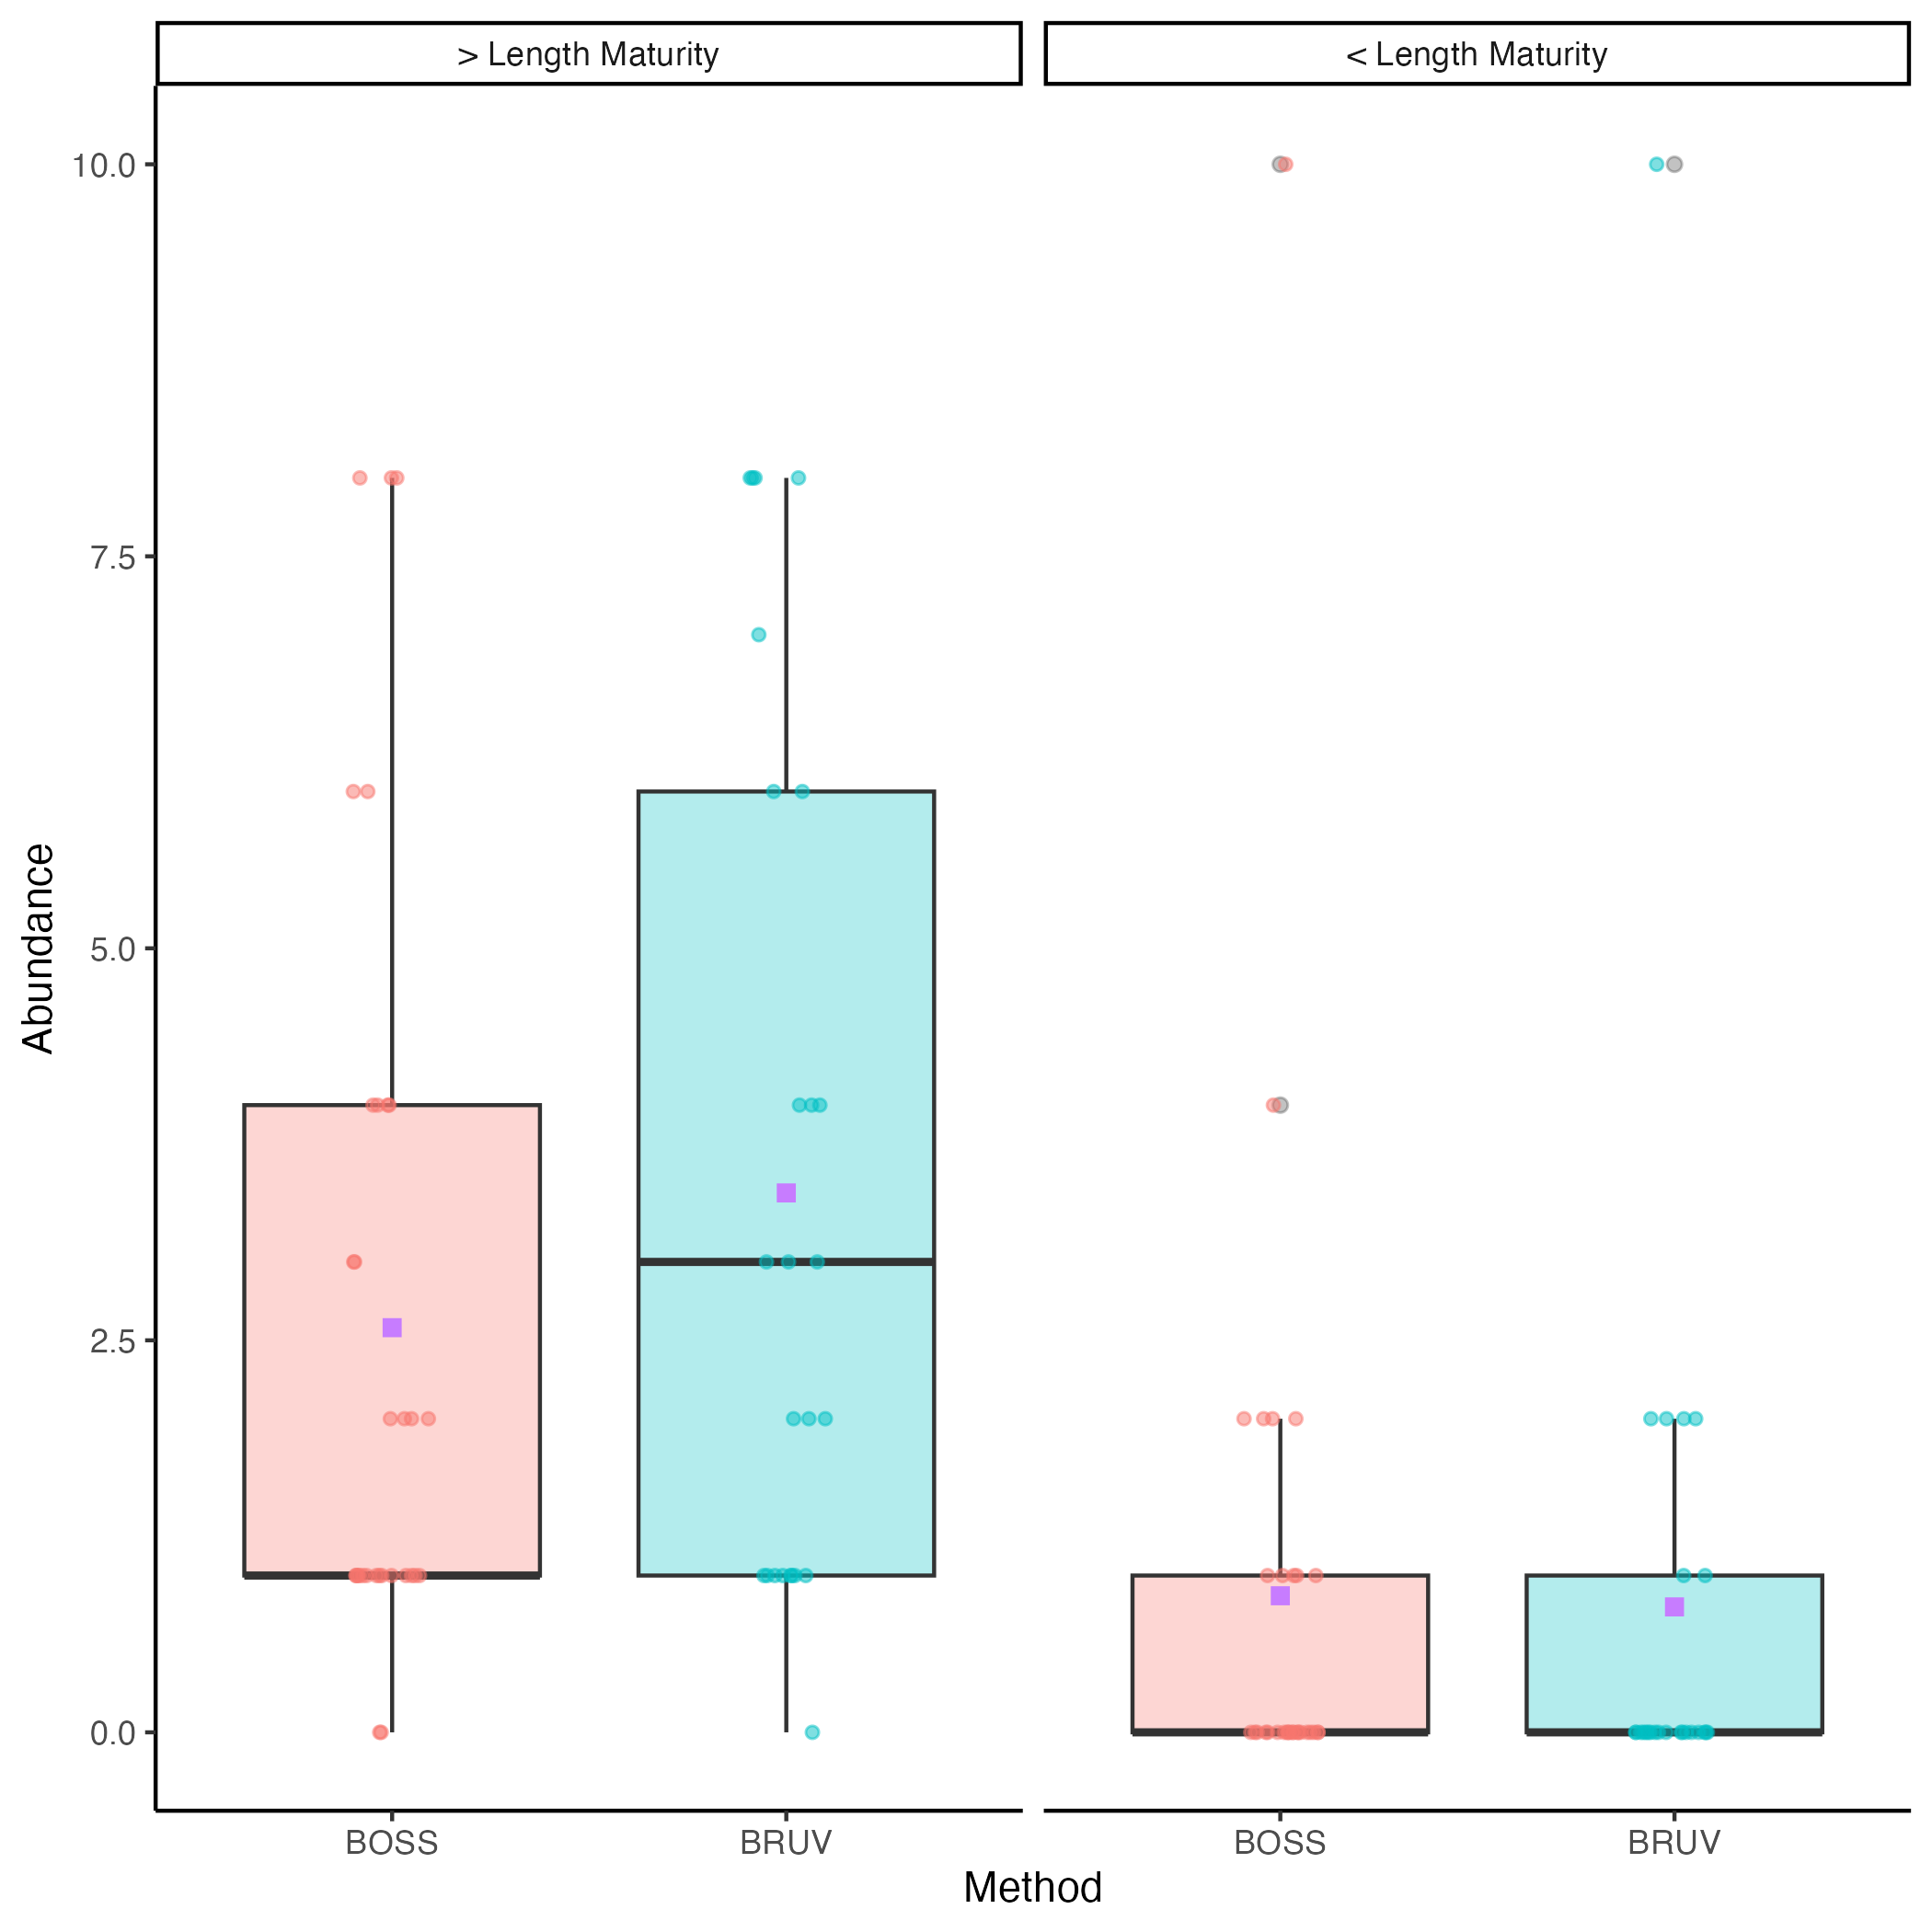 > Length Maturity
< Length Maturity
10.0
7.5
5.0
2.5
0.0
Abundance
BOSS
BRUV
BOSS
BRUV
Method